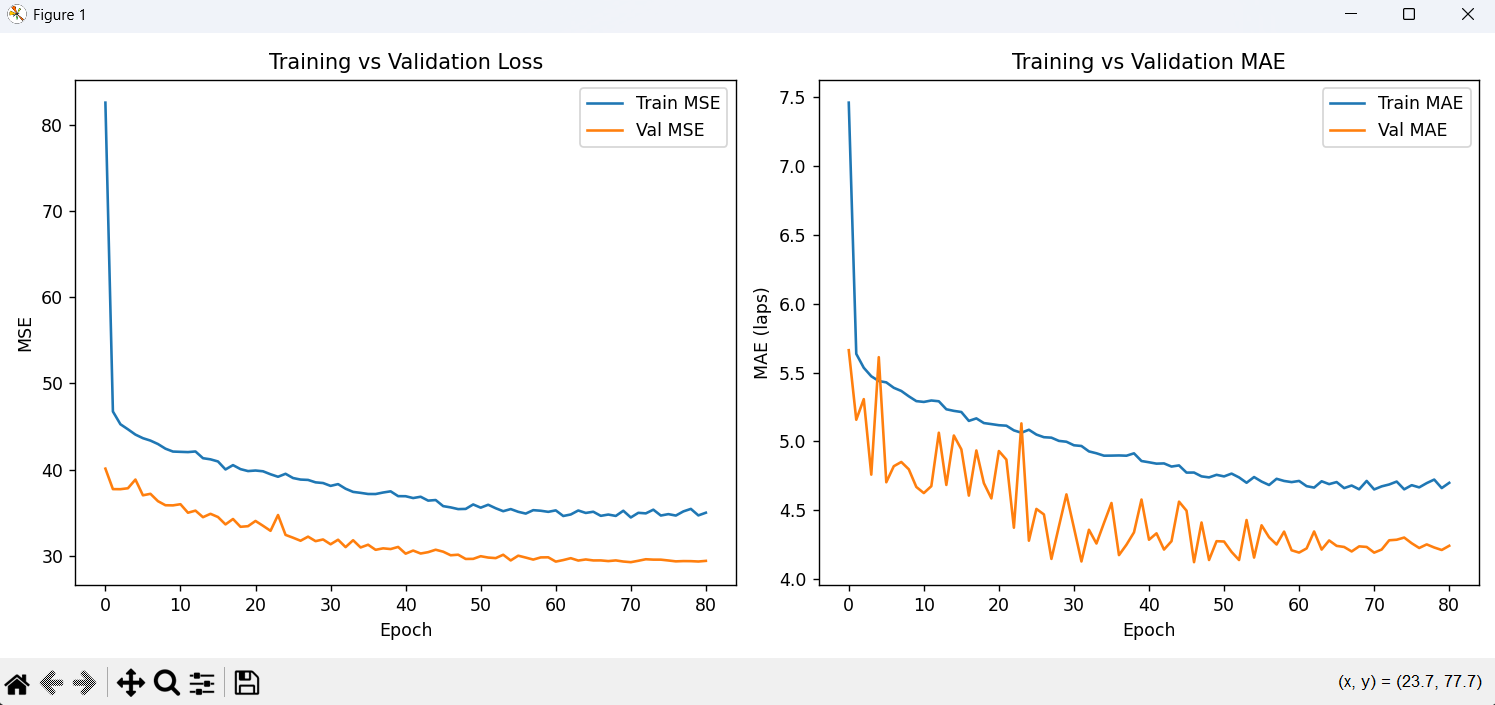 Figure 1
Training vs Validation Loss
Train MSE
Val MSE
80
70
60
50
40
30
MSE
0 10 20 30 40 50 60 70 80
Epoch
Training vs Validation MAE
Train MAE
Val MAE
7.5
7.0
6.5
6.0
5.5
5.0
4.5
4.0
MAE (laps)
0 10 20 30 40 50 60 70 80
Epoch
(x, y) = (23.7, 77.7)